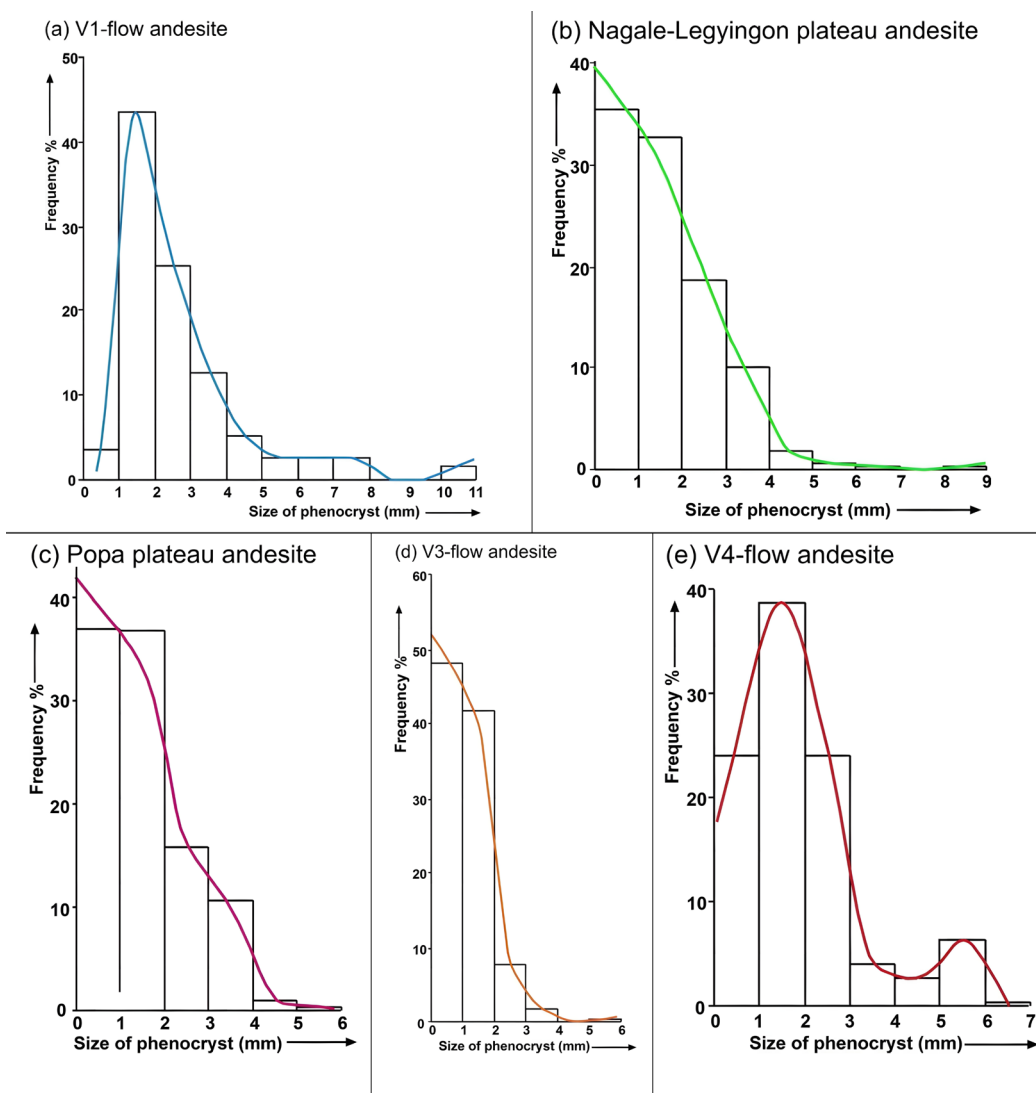 (a) V1-flow andesite
50
40
30
20
10
0
Frequency %
0 1 2 3 4 5 6 7 8 9 10 11
Size of phenocryst (mm)
(b) Nagale-Legyingon plateau andesite
40
30
20
10
0
Frequency %
0 1 2 3 4 5 6 7 8 9
Size of phenocryst (mm)
(c) Popa plateau andesite
40
30
20
10
0
Frequency %
0 1 2 3 4 5 6
Size of phenocryst (mm)
(d) V3-flow andesite
60
50
40
30
20
10
0
Frequency %
0 1 2 3 4 5 6
Size of phenocryst (mm)
(e) V4-flow andesite
40
30
20
10
0
Frequency %
0 1 2 3 4 5 6 7
Size of phenocryst (mm)